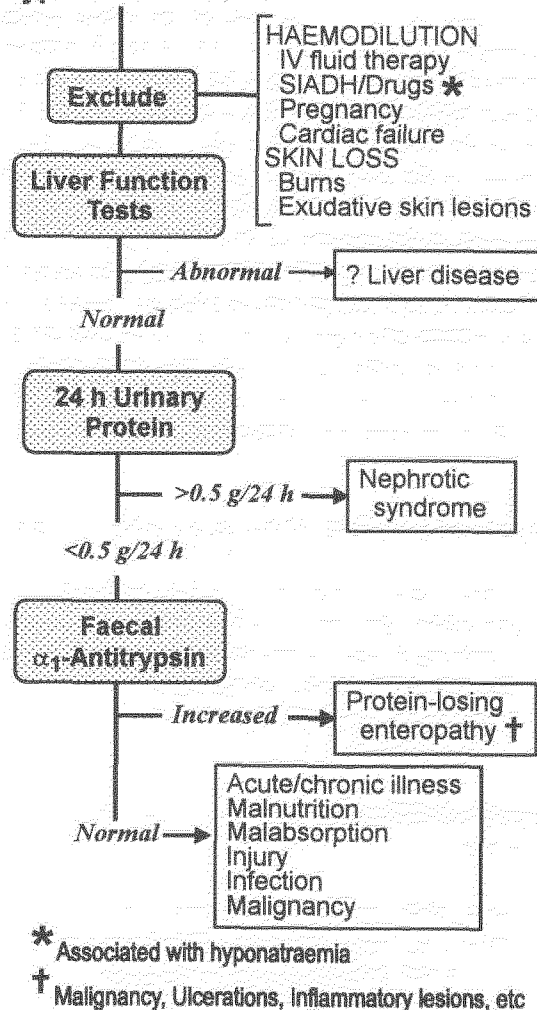 Exclude
HAEMODILUTION
IV fluid therapy
SIADH/Drugs *
Pregnancy
Cardiac failure
SKIN LOSS
Burns
Exudative skin lesions
Liver Function
Tests
Abnormal
? Liver disease
Normal
24 h Urinary
Protein
>0.5 g/24 h
Nephrotic
syndrome
<0.5 g/24 h
Faecal
α1-Antitrypsin
Increased
Protein-losing
enteropathy †
Normal
Acute/chronic illness
Malnutrition
Malabsorption
Injury
Infection
Malignancy
* Associated with hyponatraemia
† Malignancy, Ulcerations, Inflammatory lesions, etc